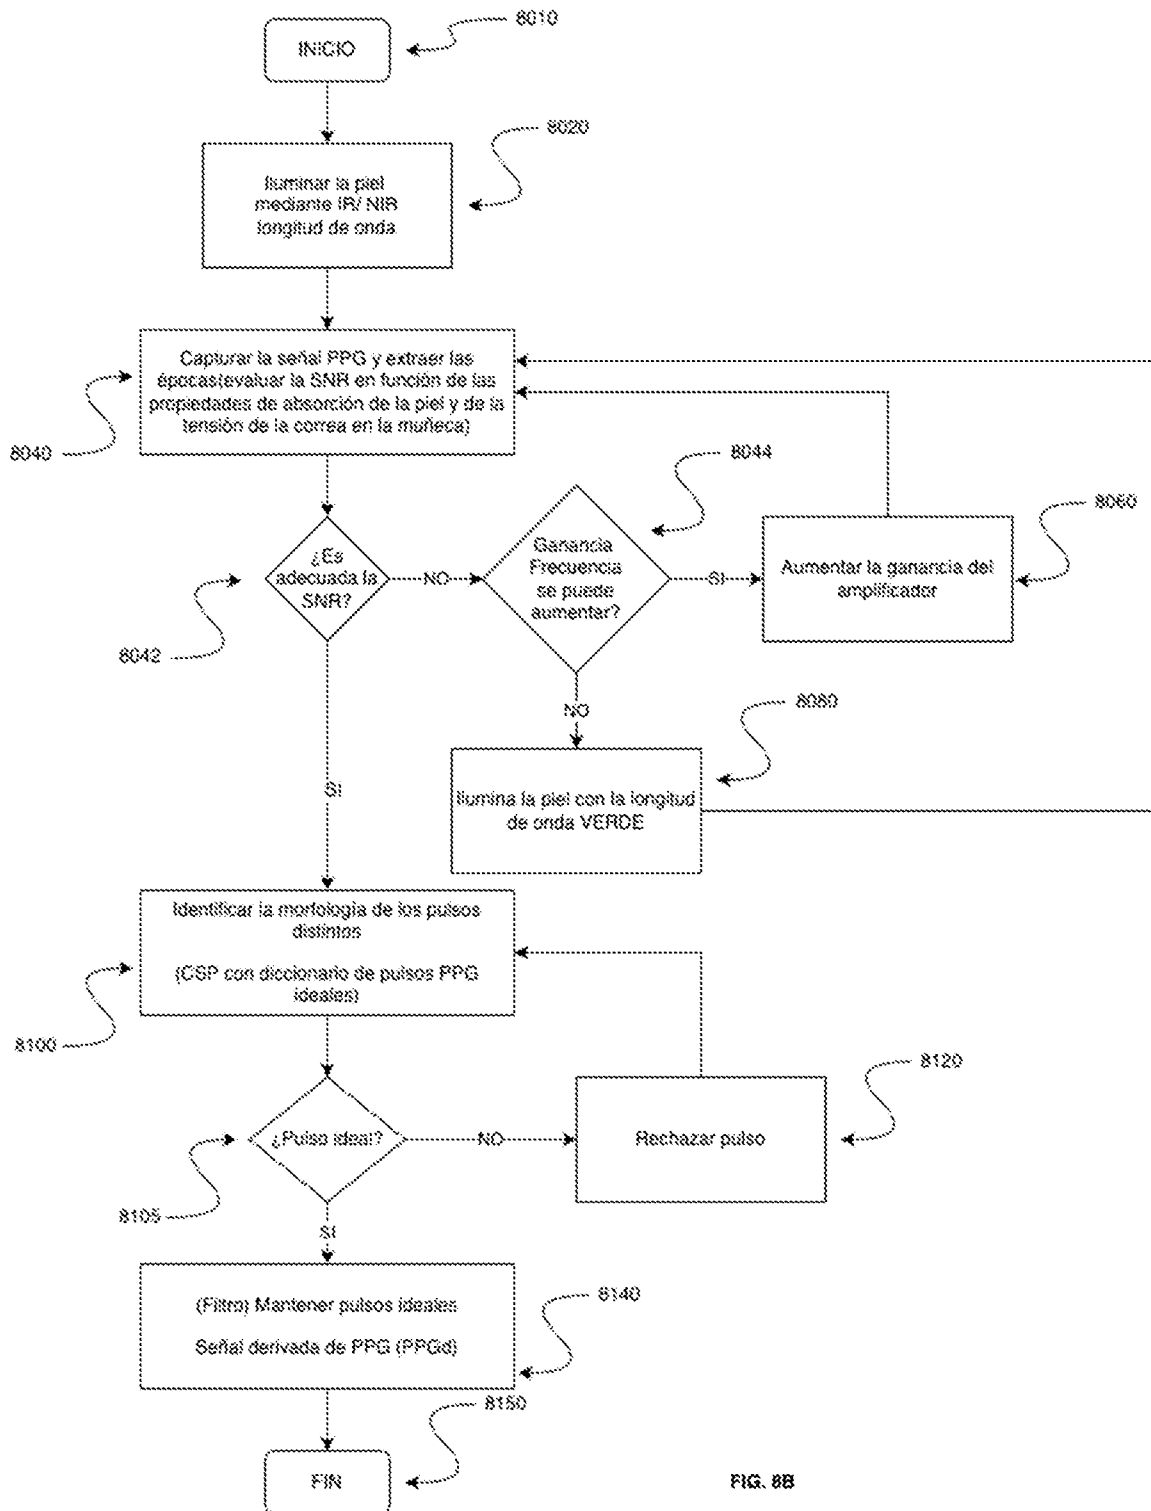 INICIO
8010
8020
Iluminar la piel
mediante IR/ NIR
longitud de onda
Capturar la señal PPG y extraer las
épocas(evaluar la SNR en función de las
propiedades de absorción de la piel y de la
tensión de la correa en la muñeca)
8040
8044
8060
¿Es
adecuada la
SNR?
NO
Ganancia
Frecuencia
se puede
aumentar?
SI
Aumentar la ganancia del
amplificador
8042
NO
8080
SI
Ilumina la piel con la longitud
de onda VERDE
Identificar la morfología de los pulsos
distintos
(CSP con diccionario de pulsos PPG
ideales)
8100
8120
¿Pulso ideal?
NO
Rechazar pulso
8105
SI
8140
(Filtro) Mantener pulsos ideales
Señal derivada de PPG (PPGd)
8150
FIN
FIG. 8B